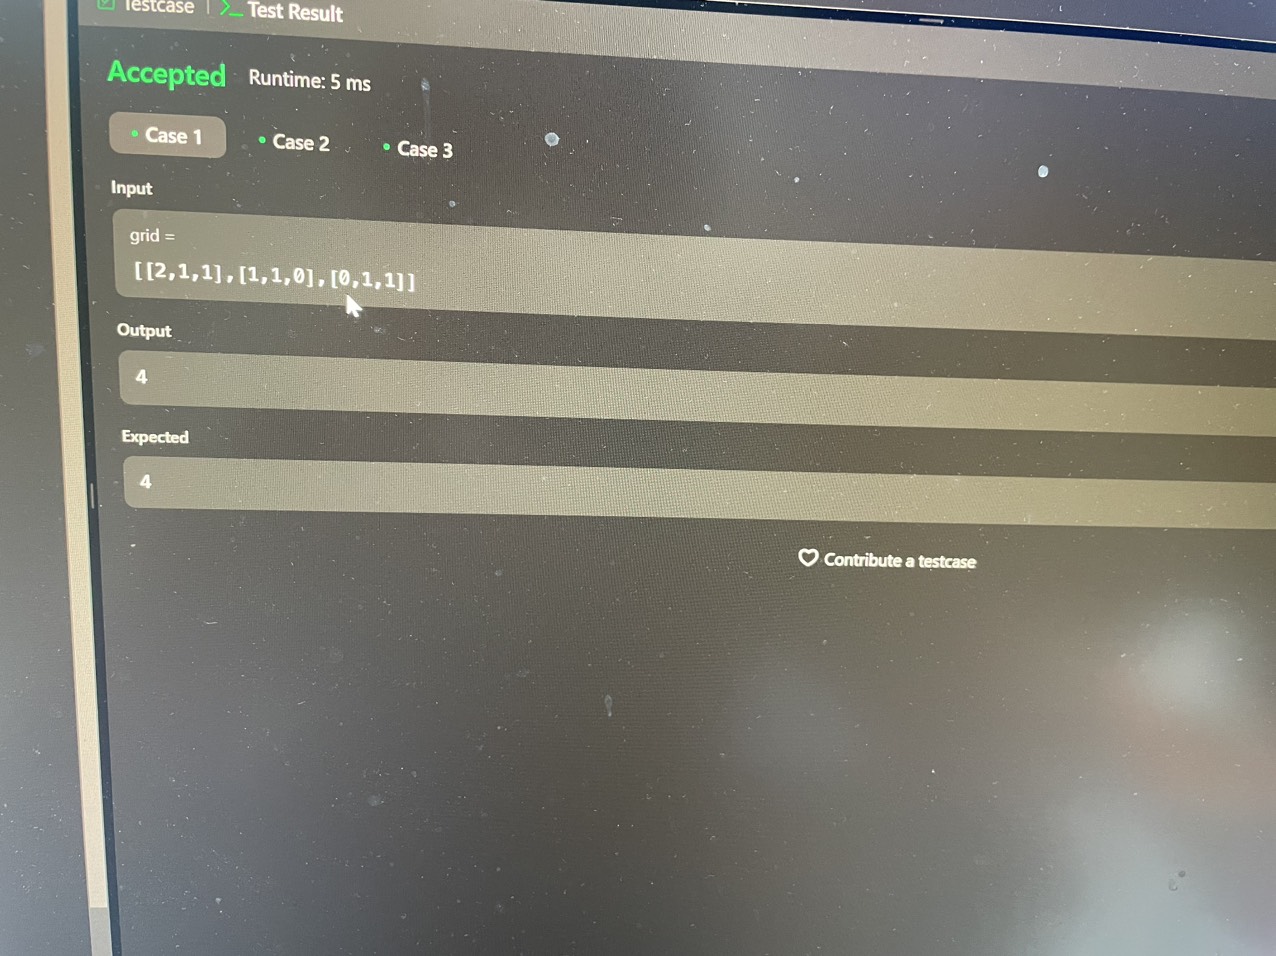 Testcase | >_ Test Result
Accepted Runtime: 5 ms
• Case 1 • Case 2 • Case 3
Input
grid =
[[2,1,1],[1,1,0],[0,1,1]]
Output
4
Expected
4
Contribute a testcase